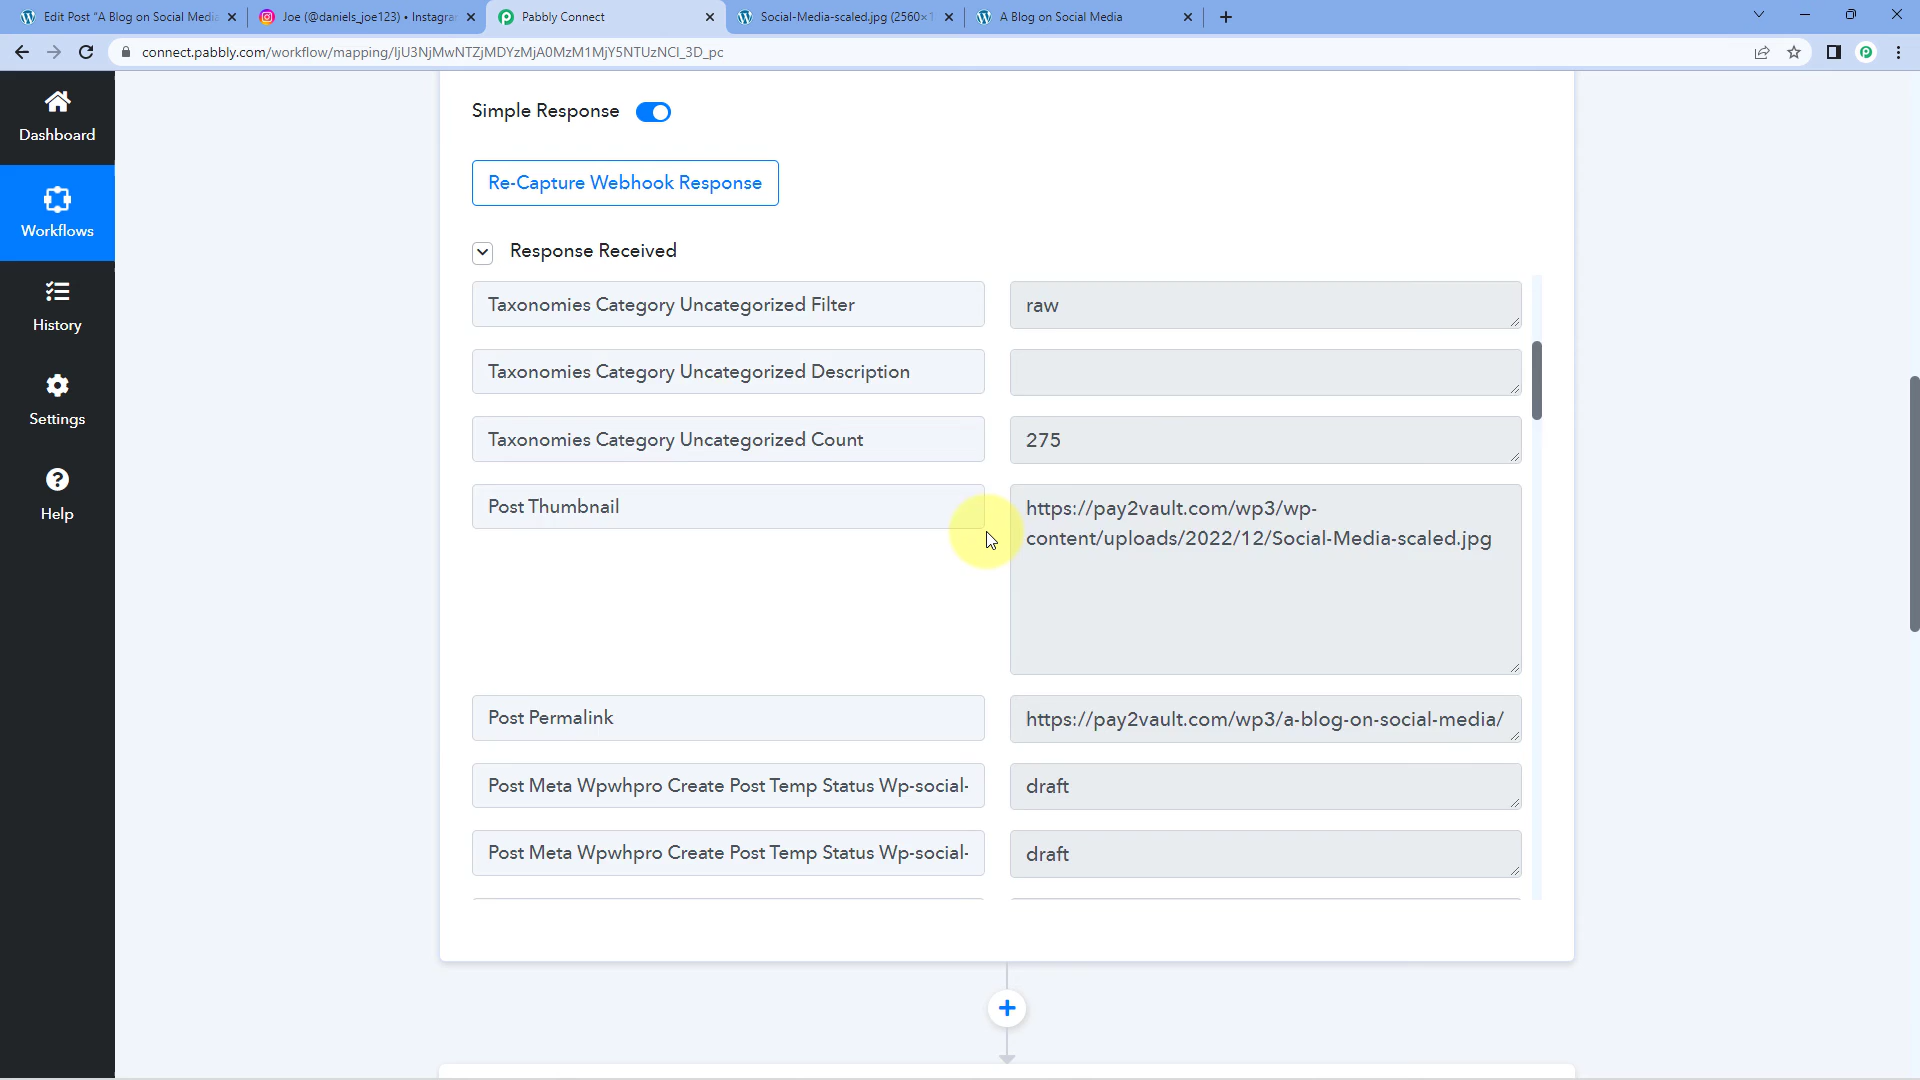 Edit Post "A Blog on Social Media
Joe (@daniels_joe123) • Instagra
Pabbly Connect
Social-Media-scaled.jpg (2560×1
A Blog on Social Media
connect.pabbly.com/workflow/mapping/IjU3NjMwNTZjMDYzMjA0MzM1MjY5NTUzNCI_3D_pc
Dashboard
Workflows
History
Settings
Help
Simple Response
Re-Capture Webhook Response
Response Received
Taxonomies Category Uncategorized Filter
raw
Taxonomies Category Uncategorized Description
Taxonomies Category Uncategorized Count
275
Post Thumbnail
https://pay2vault.com/wp3/wp-
content/uploads/2022/12/Social-Media-scaled.jpg
Post Permalink
https://pay2vault.com/wp3/a-blog-on-social-media/
Post Meta Wpwhpro Create Post Temp Status Wp-social-
draft
Post Meta Wpwhpro Create Post Temp Status Wp-social-
draft